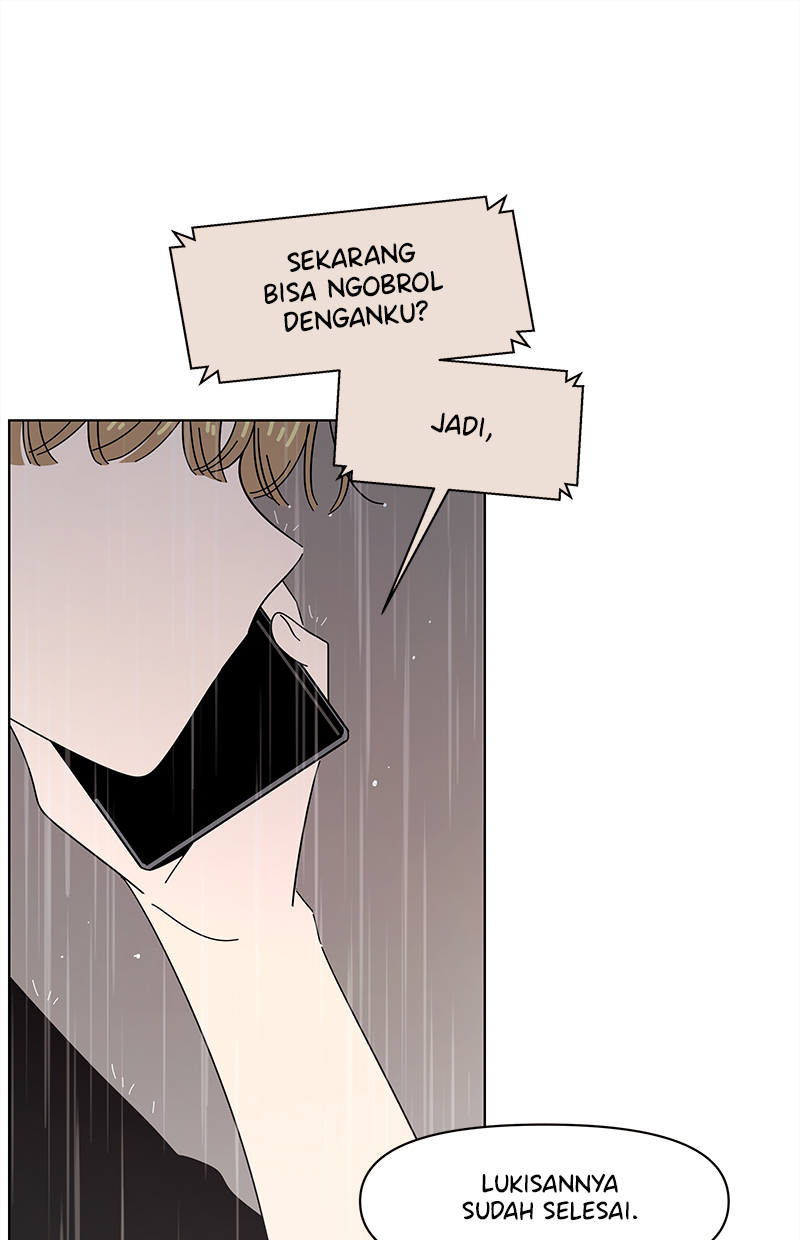 SEKARANG
BISA NGOBROL
DENGANKU?
JADI,
LUKISANNYA
SUDAH SELESAI.